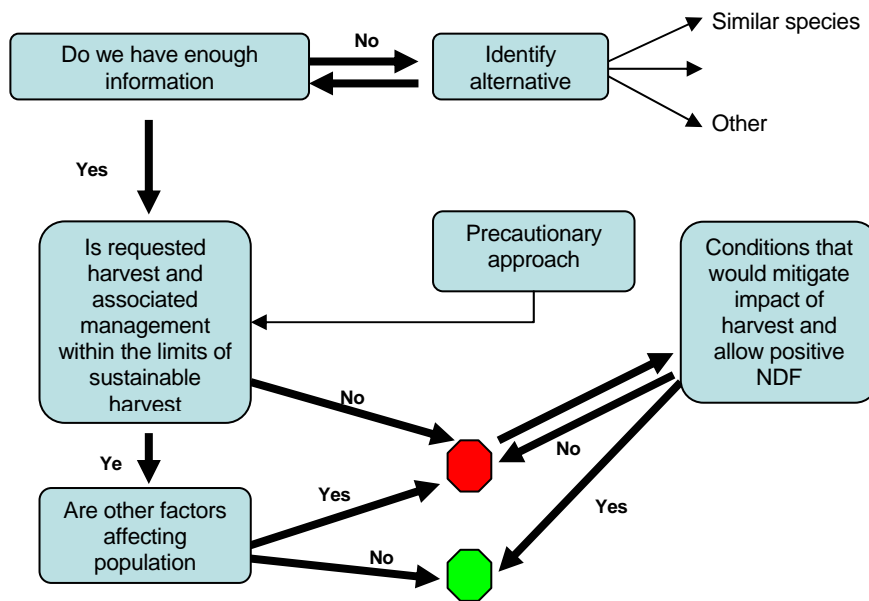 Do we have enough
information
No
Identify
alternative
Similar species
Other
Yes
Is requested
harvest and
associated
management
within the limits of
sustainable
harvest
Precautionary
approach
Conditions that
would mitigate
impact of
harvest and
allow positive
NDF
No
Ye
No
Yes
Yes
Are other factors
affecting
population
No